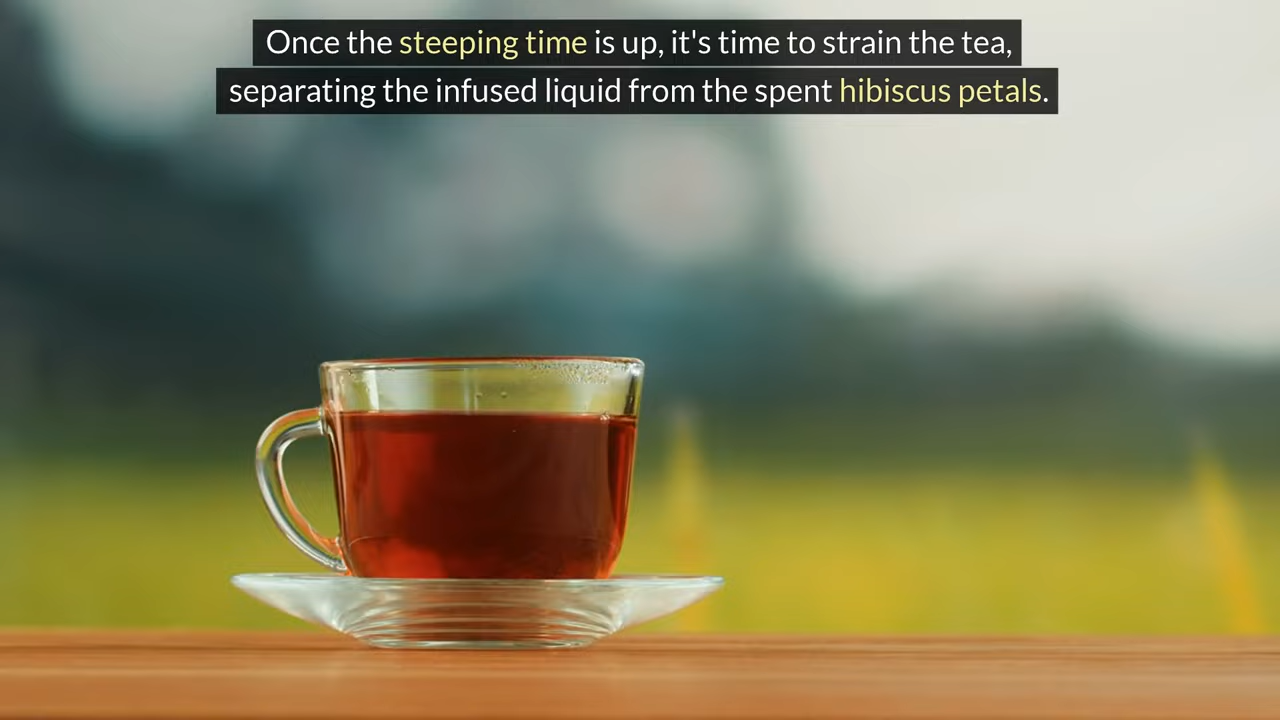 Once the steeping time is up, it's time to strain the tea,
separating the infused liquid from the spent hibiscus petals.